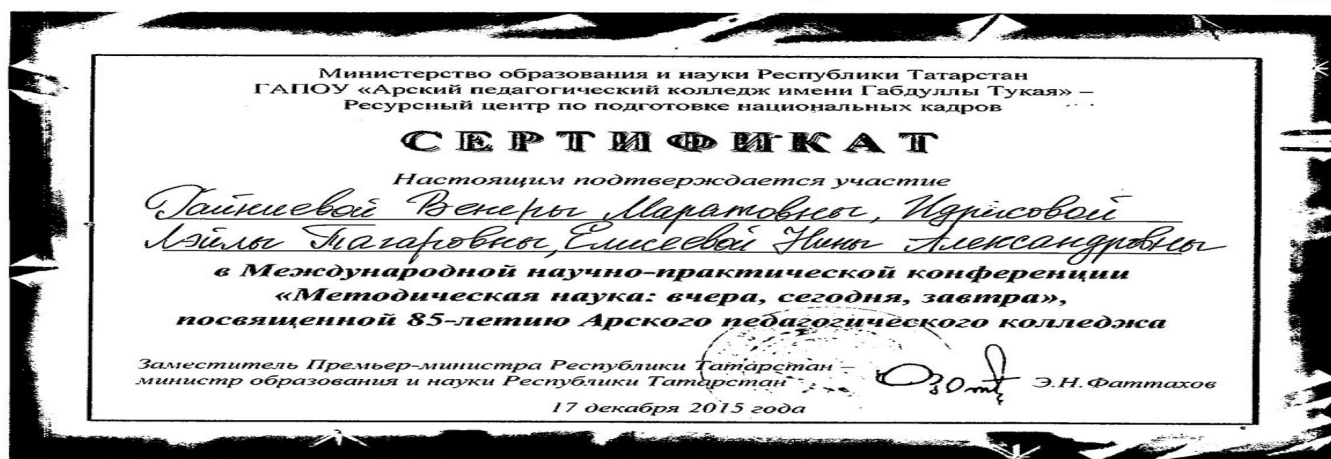 Министерство образования и науки Республики Татарстан
ГАПОУ «Арский педагогический колледж имени Габдуллы Тукая» –
Ресурсный центр по подготовке национальных кадров
СЕРТИФИКАТ
Настоящим подтверждается участие
Гайниевой Венеры Маратовны, Идрисовой
Ляйлы Тагаровны, Елисеевой Нины Александровны
в Международной научно-практической конференции
«Методическая наука: вчера, сегодня, завтра»,
посвященной 85-летию Арского педагогического колледжа
Заместитель Премьер-министра Республики Татарстан –
министр образования и науки Республики Татарстан Э.Н.Фаттахов
17 декабря 2015 года